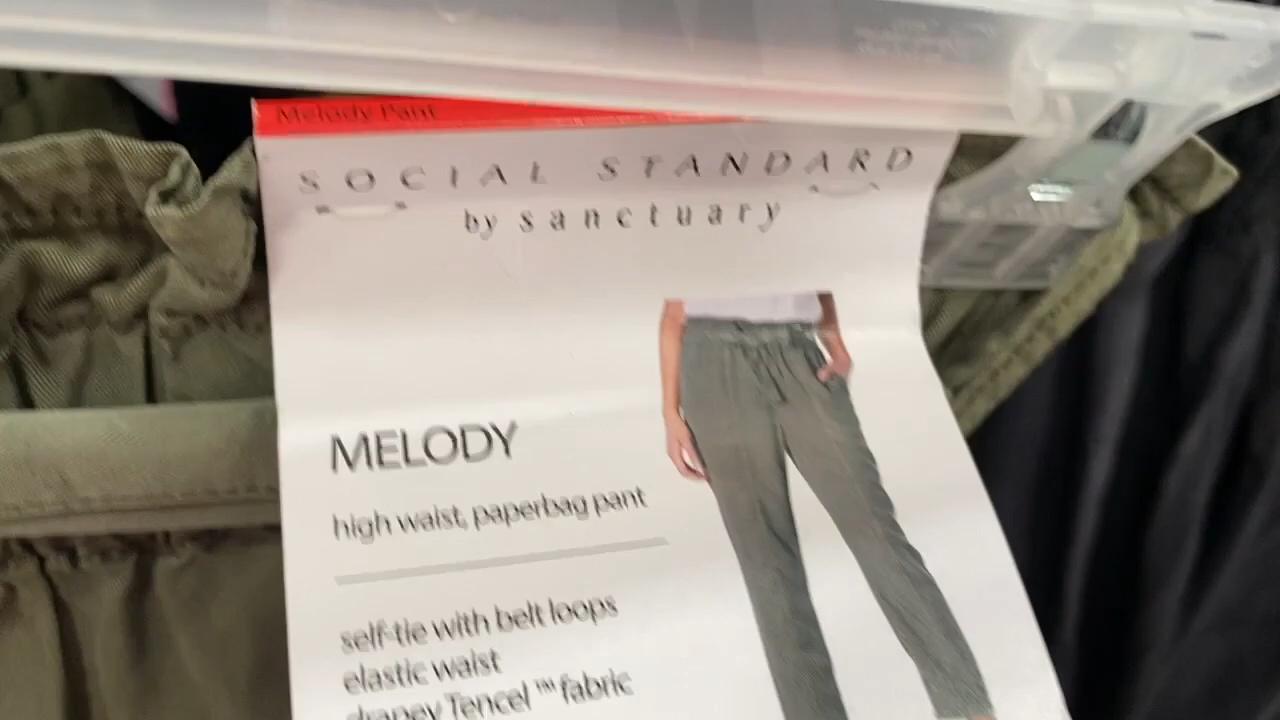 Melody Pant
SOCIAL STANDARD
by sanctuary
MELODY
high waist, paperbag pant
self-tie with belt loops
elastic waist
drapey Tencel™ fabric